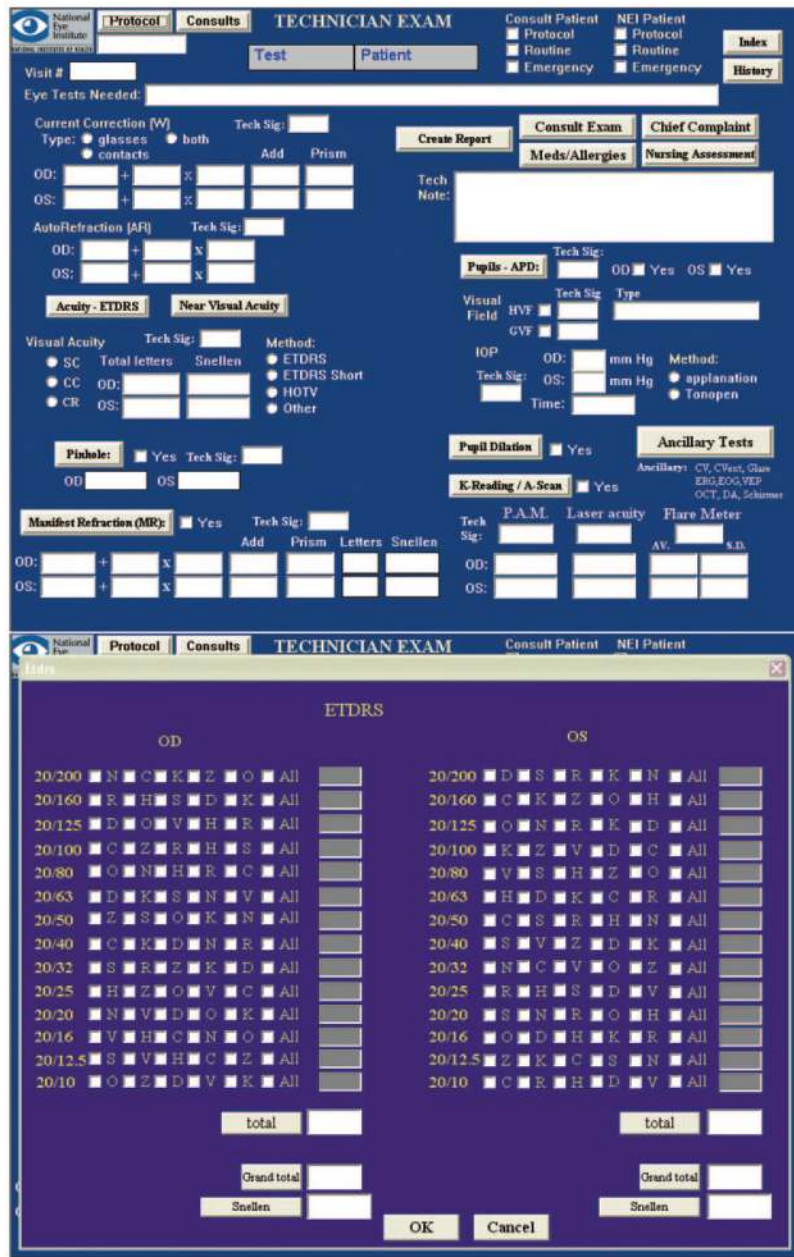 National Eye Institute Protocol Consults TECHNICIAN EXAM Consult Patient NEI Patient
NATIONAL INSTITUTES OF HEALTH
Protocol Protocol
Routine Routine
Emergency Emergency
Index
History
Test Patient
Visit #
Eye Tests Needed:
Current Correction (W) Tech Sig:
Type: glasses both
contacts
Add Prism
OD: + x
OS: + x
Create Report Consult Exam Chief Complaint
Meds/Allergies Nursing Assessment
Tech
Note:
AutoRefraction (AR) Tech Sig:
OD: + x
OS: + x
Tech Sig:
Pupils - APD: OD Yes OS Yes
Acuity - ETDRS Near Visual Acuity
Visual
Field
Tech Sig Type
HVF
GVF
Visual Acuity Tech Sig: Method:
SC Total letters Snellen ETDRS
CC OD: ETDRS Short
CR OS: HOTV
Other
IOP OD: mm Hg Method:
Tech Sig: OS: mm Hg applanation
Time: Tonopen
Pinhole: Yes Tech Sig:
OD OS
Pupil Dilation Yes Ancillary Tests
Ancillary: CV, CVent, Glare
ERG,EOG,VEP
OCT, DA, Schirmer
K-Reading / A-Scan Yes
Manifest Refraction (MR): Yes Tech Sig:
Add Prism Letters Snellen
OD: + x
OS: + x
Tech
Sig:
P.A.M. Laser acuity Flare Meter
AV. S.D.
OD:
OS:
National Eye Protocol Consults TECHNICIAN EXAM Consult Patient NEI Patient
Etdrs
ETDRS
OD OS
20/200 N C K Z O All 20/200 D S R K N All
20/160 R H S D K All 20/160 C K Z O H All
20/125 D O V H R All 20/125 O N R K D All
20/100 C Z R H S All 20/100 K Z V D C All
20/80 O N H R C All 20/80 V S H Z O All
20/63 D K S N V All 20/63 H D K C R All
20/50 Z S O K N All 20/50 C S R H N All
20/40 C K D N R All 20/40 S V Z D K All
20/32 S R Z K D All 20/32 N C V O Z All
20/25 H Z O V C All 20/25 R H S D V All
20/20 N V D O K All 20/20 S N R O H All
20/16 V H C N O All 20/16 O D H K R All
20/12.5 S V H C Z All 20/12.5 Z K C S N All
20/10 O Z D V K All 20/10 C R H D V All
total total
Grand total Grand total
Snellen Snellen
OK Cancel